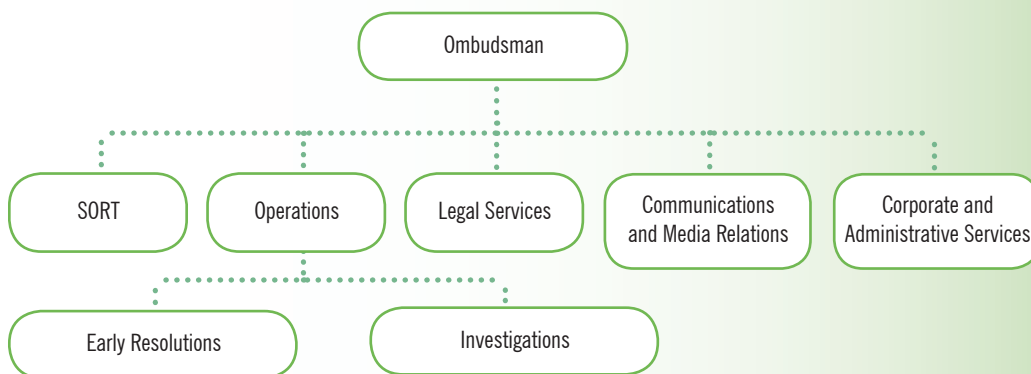 Ombudsman
SORT
Operations
Legal Services
Communications
and Media Relations
Corporate and
Administrative Services
Early Resolutions
Investigations